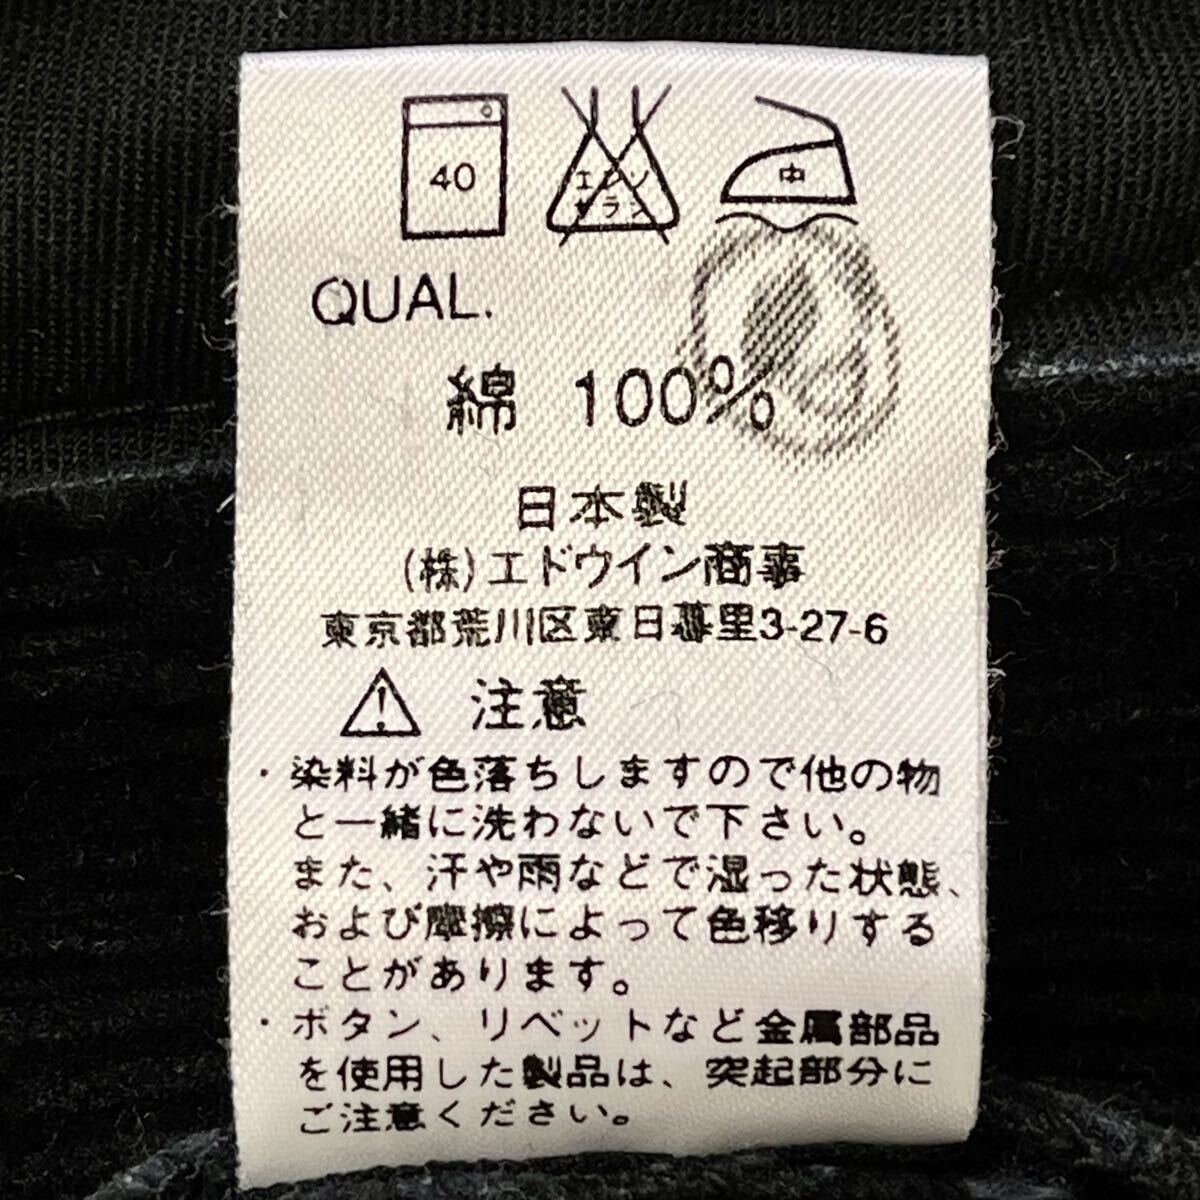 40
エンソ
サラシ
中
QUAL.
綿 100%
日本製
(株)エドウイン商事
東京都荒川区東日暮里3-27-6
注意
・染料が色落ちしますので他の物
と一緒に洗わないで下さい。
また、汗や雨などで湿った状態、
および摩擦によって色移りする
ことがあります。
・ボタン、リベットなど金属部品
を使用した製品は、突起部分に
ご注意ください。